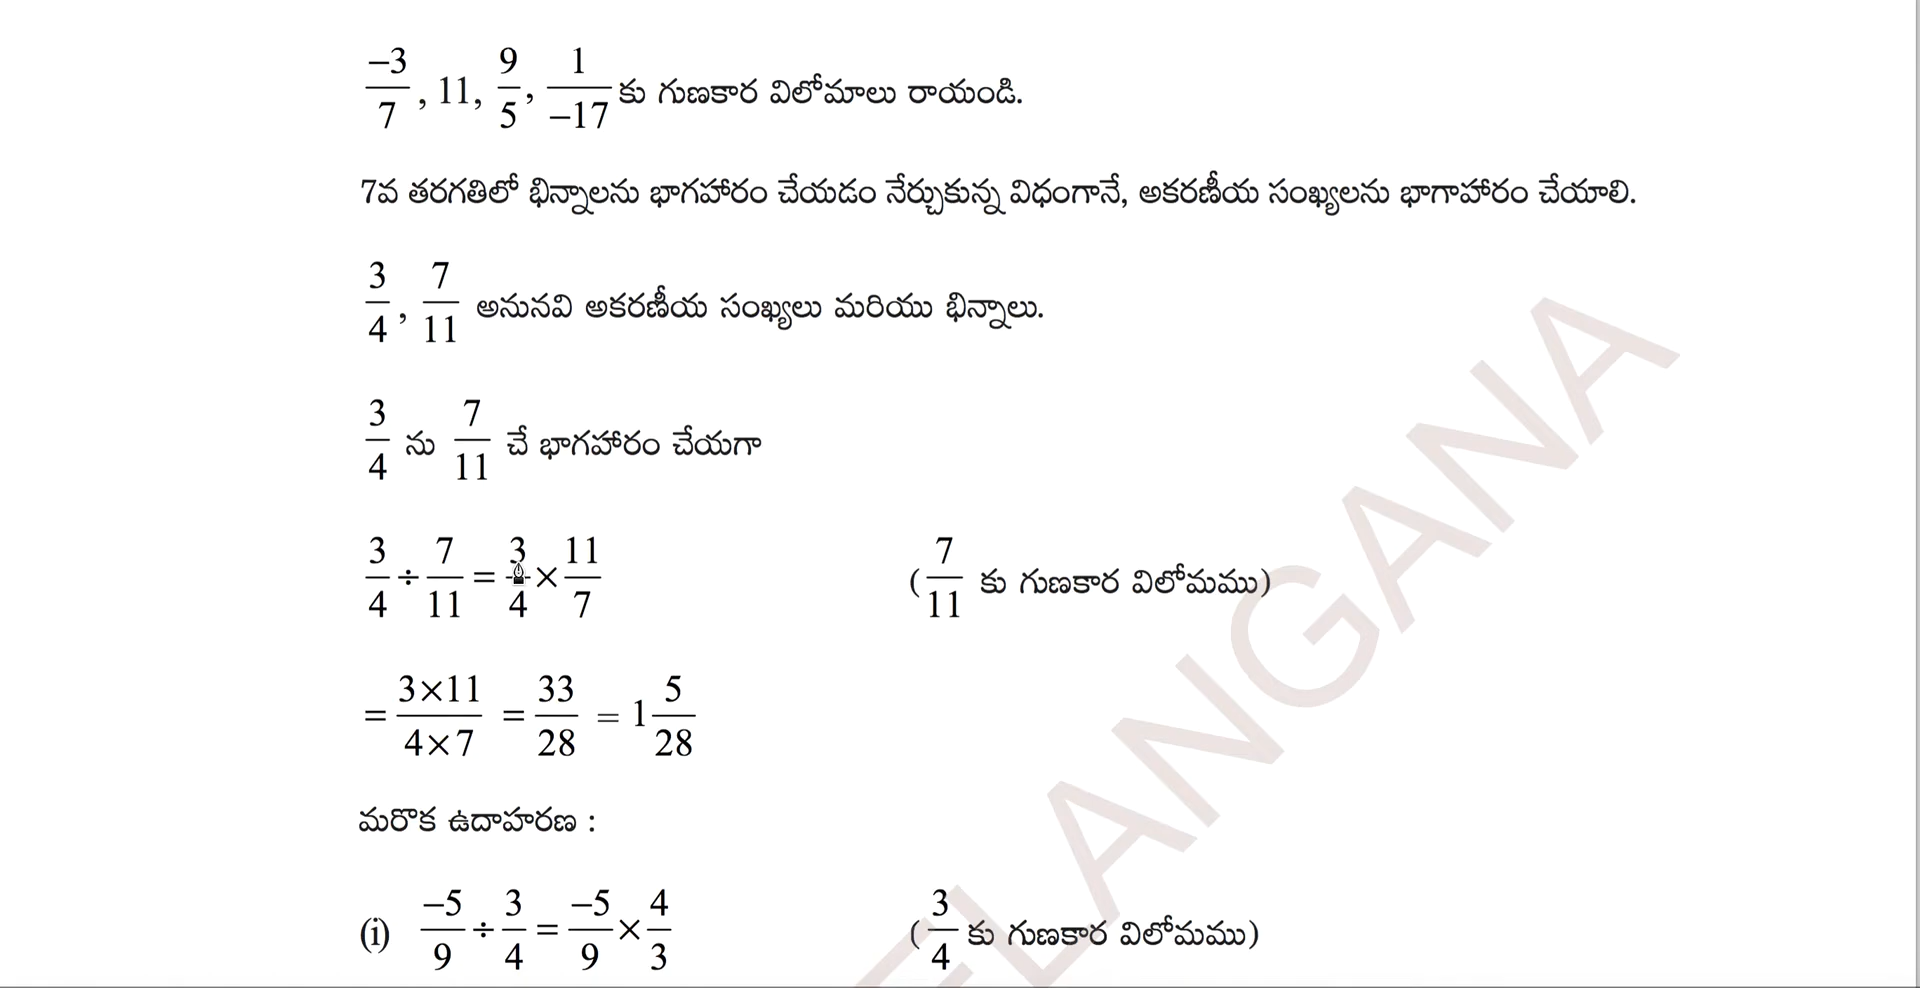 −3/7, 11, 9/5, 1/−17 కు గుణకార విలోమాలు రాయండి.
7వ తరగతిలో భిన్నాలను భాగహారం చేయడం నేర్చుకున్న విధంగానే, అకరణీయ సంఖ్యలను భాగాహారం చేయాలి.
3/4, 7/11 అనునవి అకరణీయ సంఖ్యలు మరియు భిన్నాలు.
3/4 ను 7/11 చే భాగహారం చేయగా
3/4 ÷ 7/11 = 3/4 × 11/7 (7/11 కు గుణకార విలోమము)
= 3×11/4×7 = 33/28 = 1 5/28
మరొక ఉదాహరణ :
(i) −5/9 ÷ 3/4 = −5/9 × 4/3 (3/4 కు గుణకార విలోమము)